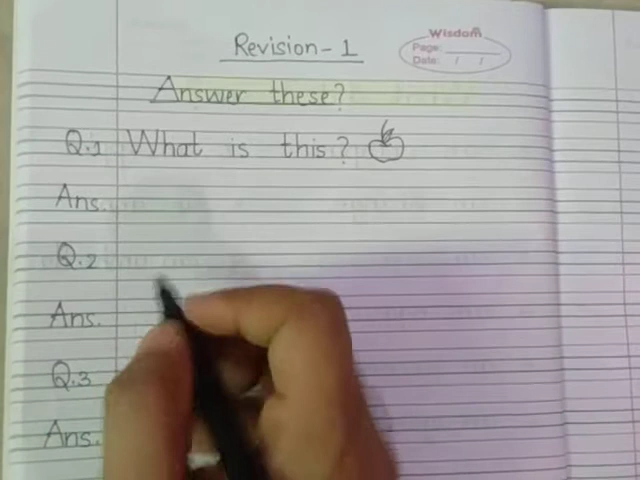 Revision - 1
Wisdom
Page:
Date: / /
Answer these?
Q.1 What is this?
Ans.
Q.2
Ans.
Q.3
Ans.